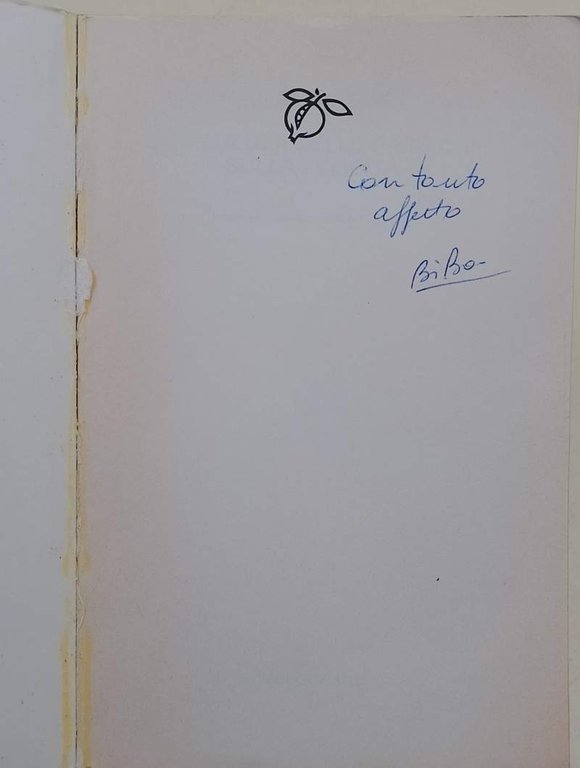 Con tanto
affetto
BiBo-